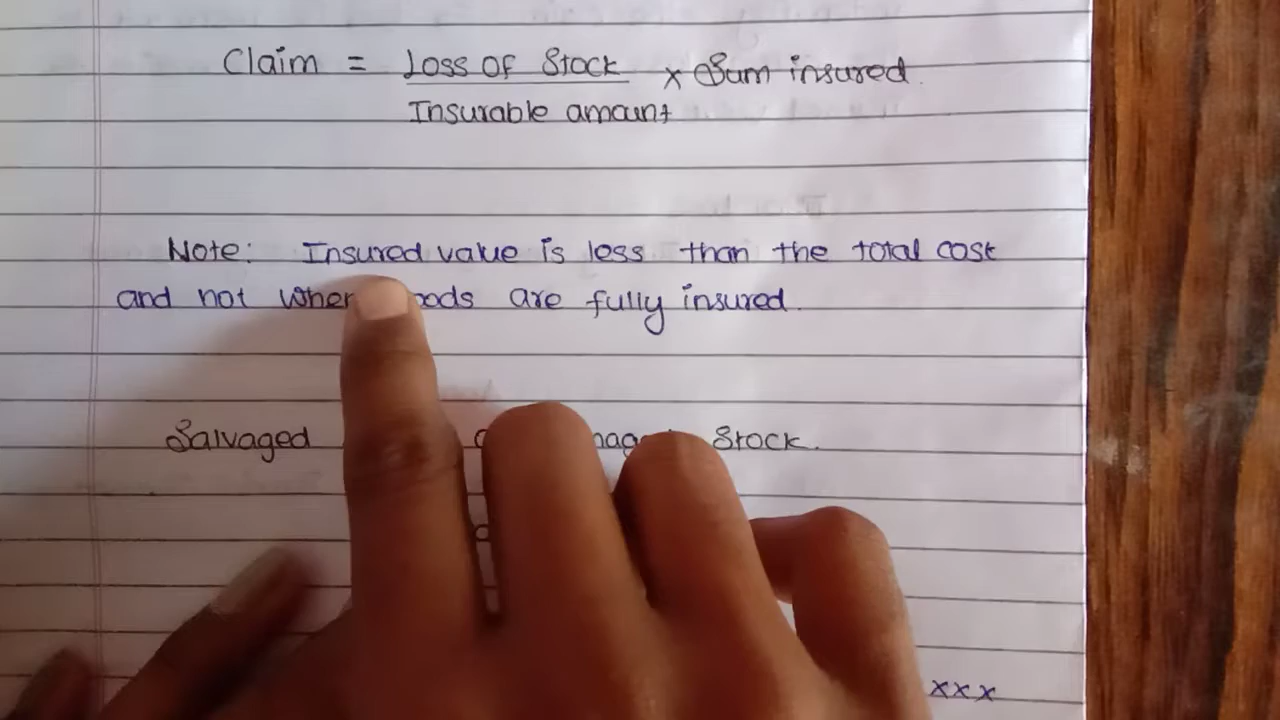 Claim = Loss of Stock / Insurable amount × Sum insured.
Note: Insured value is less than the total cost
and not when are fully insured.
Salvaged Stock.
xxx